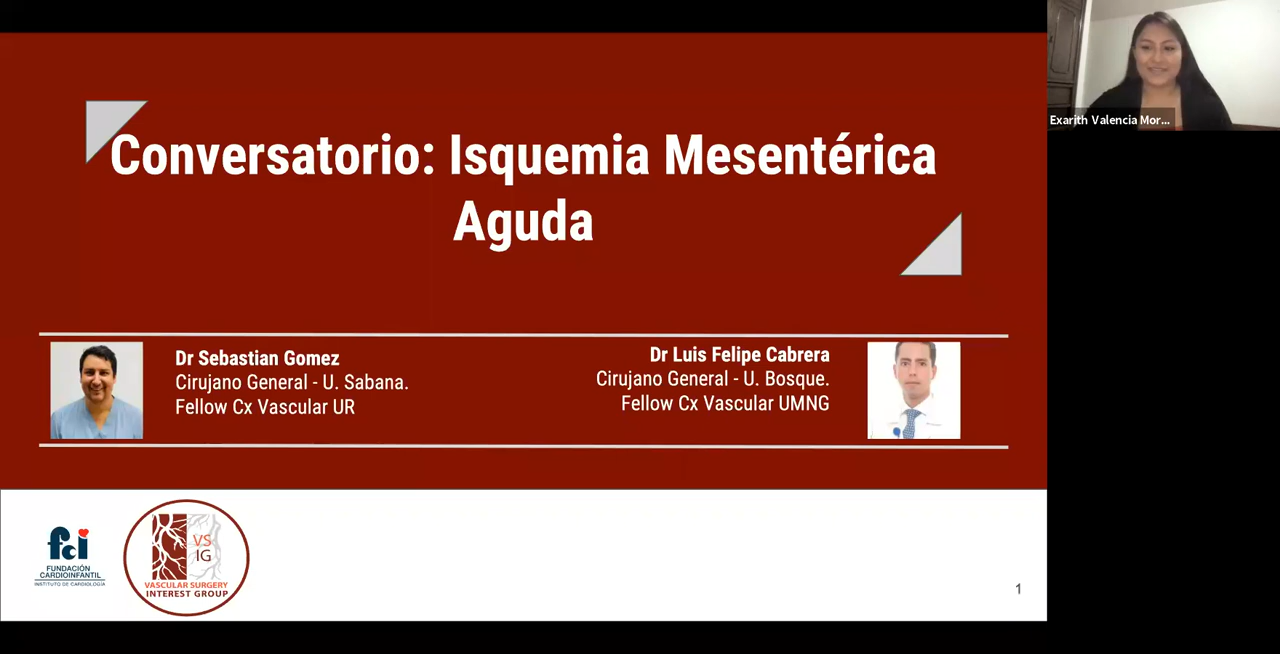 Conversatorio: Isquemia Mesentérica
Aguda
Dr Sebastian Gomez
Cirujano General - U. Sabana.
Fellow Cx Vascular UR
Dr Luis Felipe Cabrera
Cirujano General - U. Bosque.
Fellow Cx Vascular UMNG
Exarith Valencia Mor...
fci
FUNDACIÓN
CARDIOINFANTIL
INSTITUTO DE CARDIOLOGÍA
VS
IG
VASCULAR SURGERY
INTEREST GROUP
1